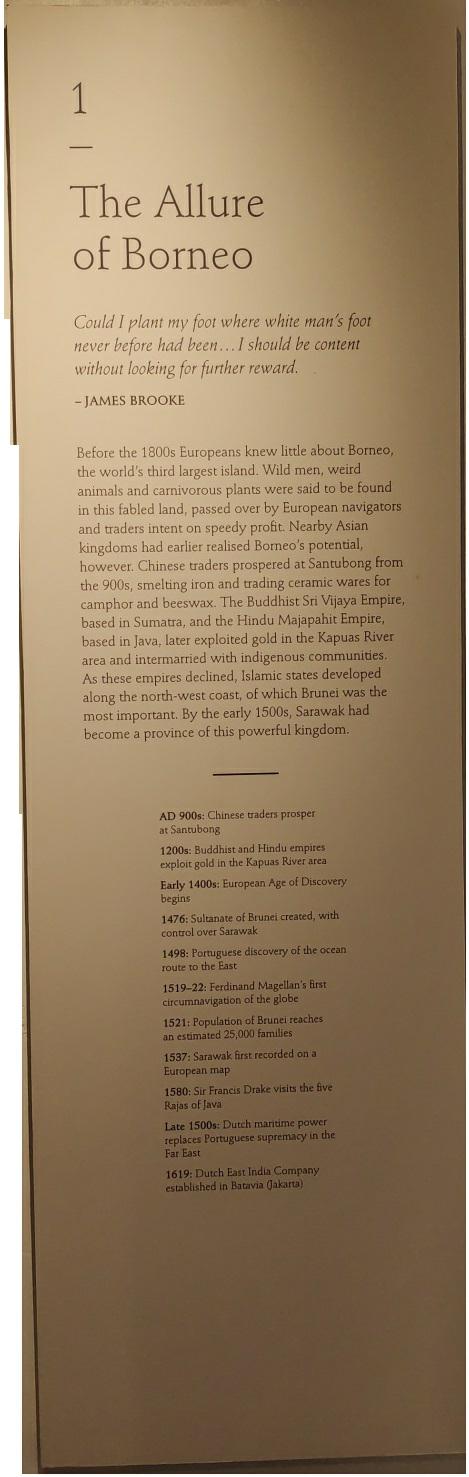 1
The Allure
of Borneo
Could I plant my foot where white man's foot
never before had been... I should be content
without looking for further reward.
– JAMES BROOKE
Before the 1800s Europeans knew little about Borneo,
the world's third largest island. Wild men, weird
animals and carnivorous plants were said to be found
in this fabled land, passed over by European navigators
and traders intent on speedy profit. Nearby Asian
kingdoms had earlier realised Borneo's potential,
however. Chinese traders prospered at Santubong from
the 900s, smelting iron and trading ceramic wares for
camphor and beeswax. The Buddhist Sri Vijaya Empire,
based in Sumatra, and the Hindu Majapahit Empire,
based in Java, later exploited gold in the Kapuas River
area and intermarried with indigenous communities.
As these empires declined, Islamic states developed
along the north-west coast, of which Brunei was the
most important. By the early 1500s, Sarawak had
become a province of this powerful kingdom.
AD 900s: Chinese traders prosper
at Santubong
1200s: Buddhist and Hindu empires
exploit gold in the Kapuas River area
Early 1400s: European Age of Discovery
begins
1476: Sultanate of Brunei created, with
control over Sarawak
1498: Portuguese discovery of the ocean
route to the East
1519–22: Ferdinand Magellan's first
circumnavigation of the globe
1521: Population of Brunei reaches
an estimated 25,000 families
1537: Sarawak first recorded on a
European map
1580: Sir Francis Drake visits the five
Rajas of Java
Late 1500s: Dutch maritime power
replaces Portuguese supremacy in the
Far East
1619: Dutch East India Company
established in Batavia (Jakarta)